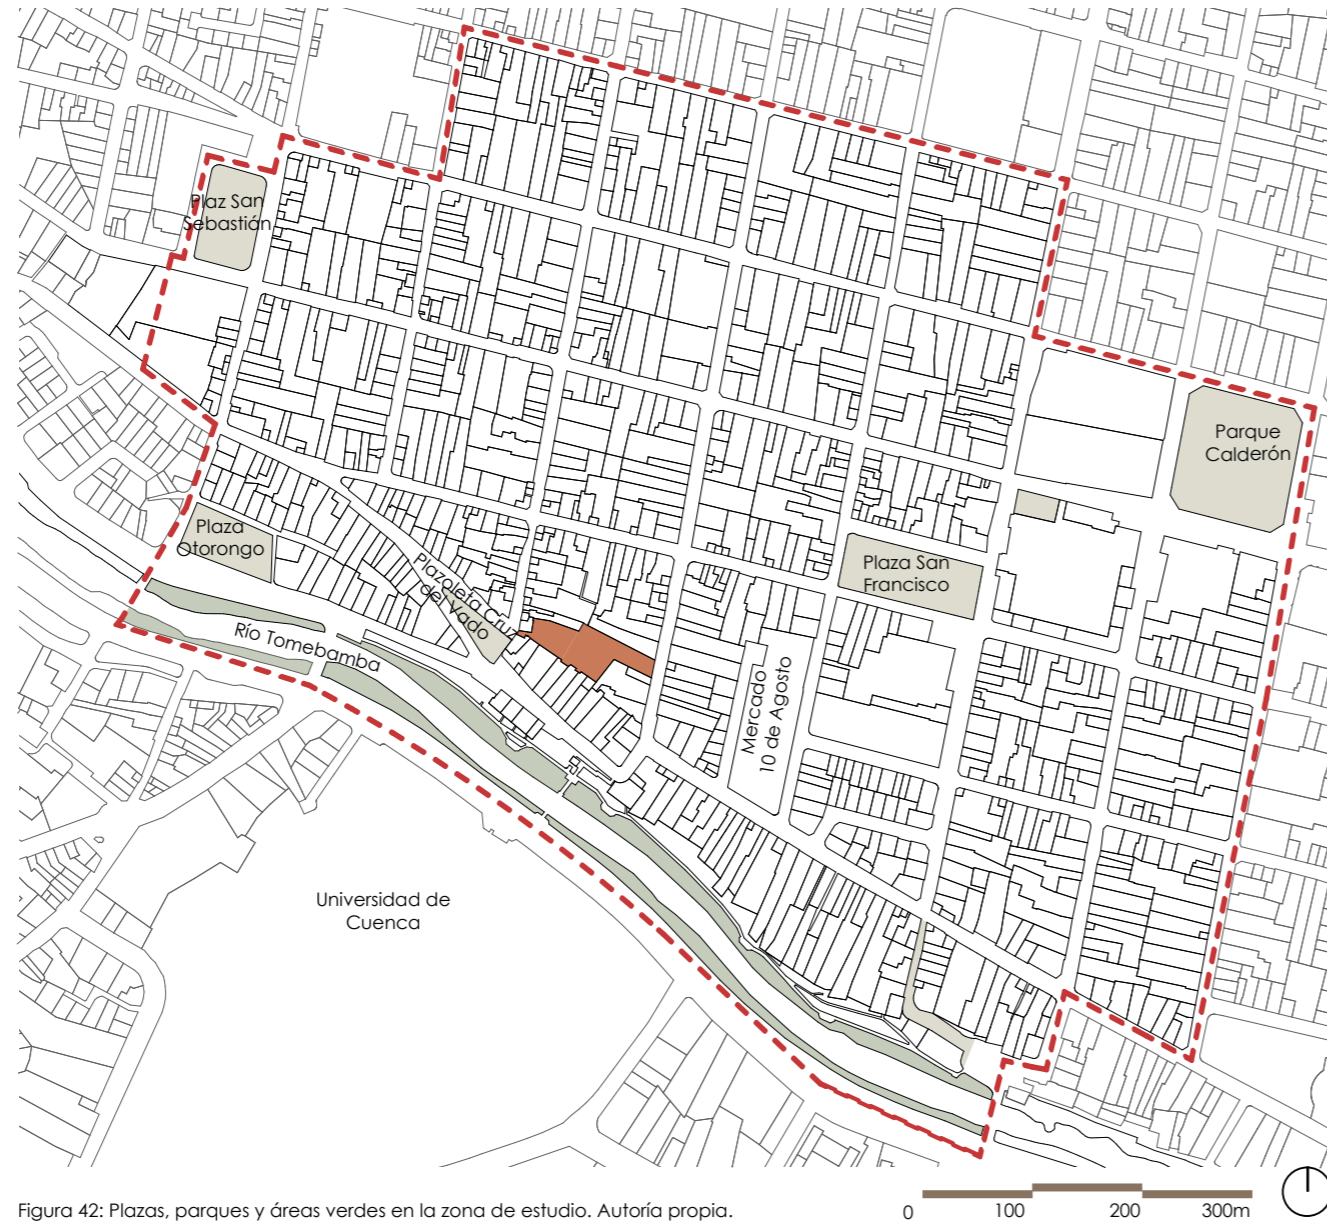 Plaz San
Sebastián
Parque
Calderón
Plaza
Otorongo
Plazoleta Cruz
del Vado
Plaza San
Francisco
Río Tomebamba
Mercado
10 de Agosto
Universidad de
Cuenca
Figura 42: Plazas, parques y áreas verdes en la zona de estudio. Autoría propia.
0 100 200 300m